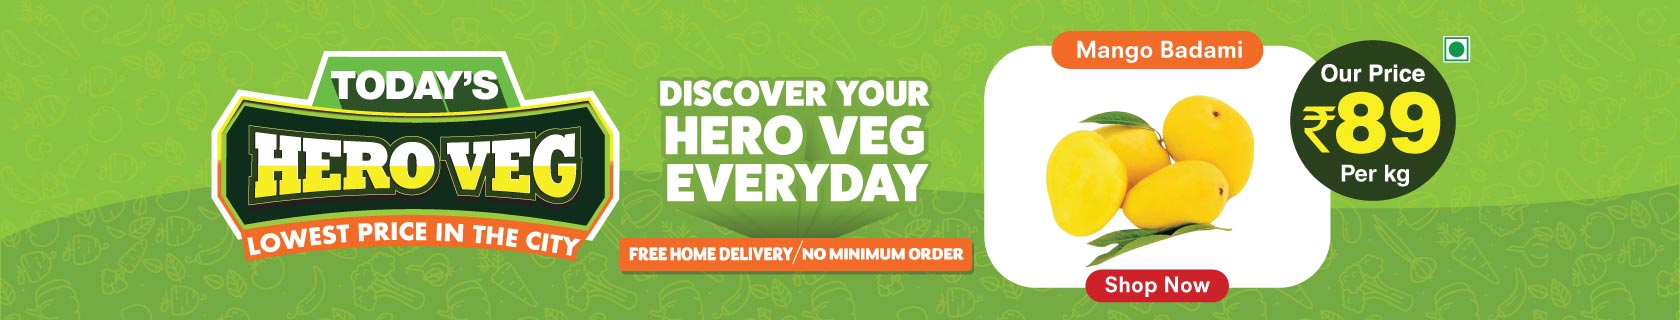 TODAY'S
HERO VEG
LOWEST PRICE IN THE CITY
DISCOVER YOUR
HERO VEG
EVERYDAY
FREE HOME DELIVERY/NO MINIMUM ORDER
Mango Badami
Our Price
₹89
Per kg
Shop Now